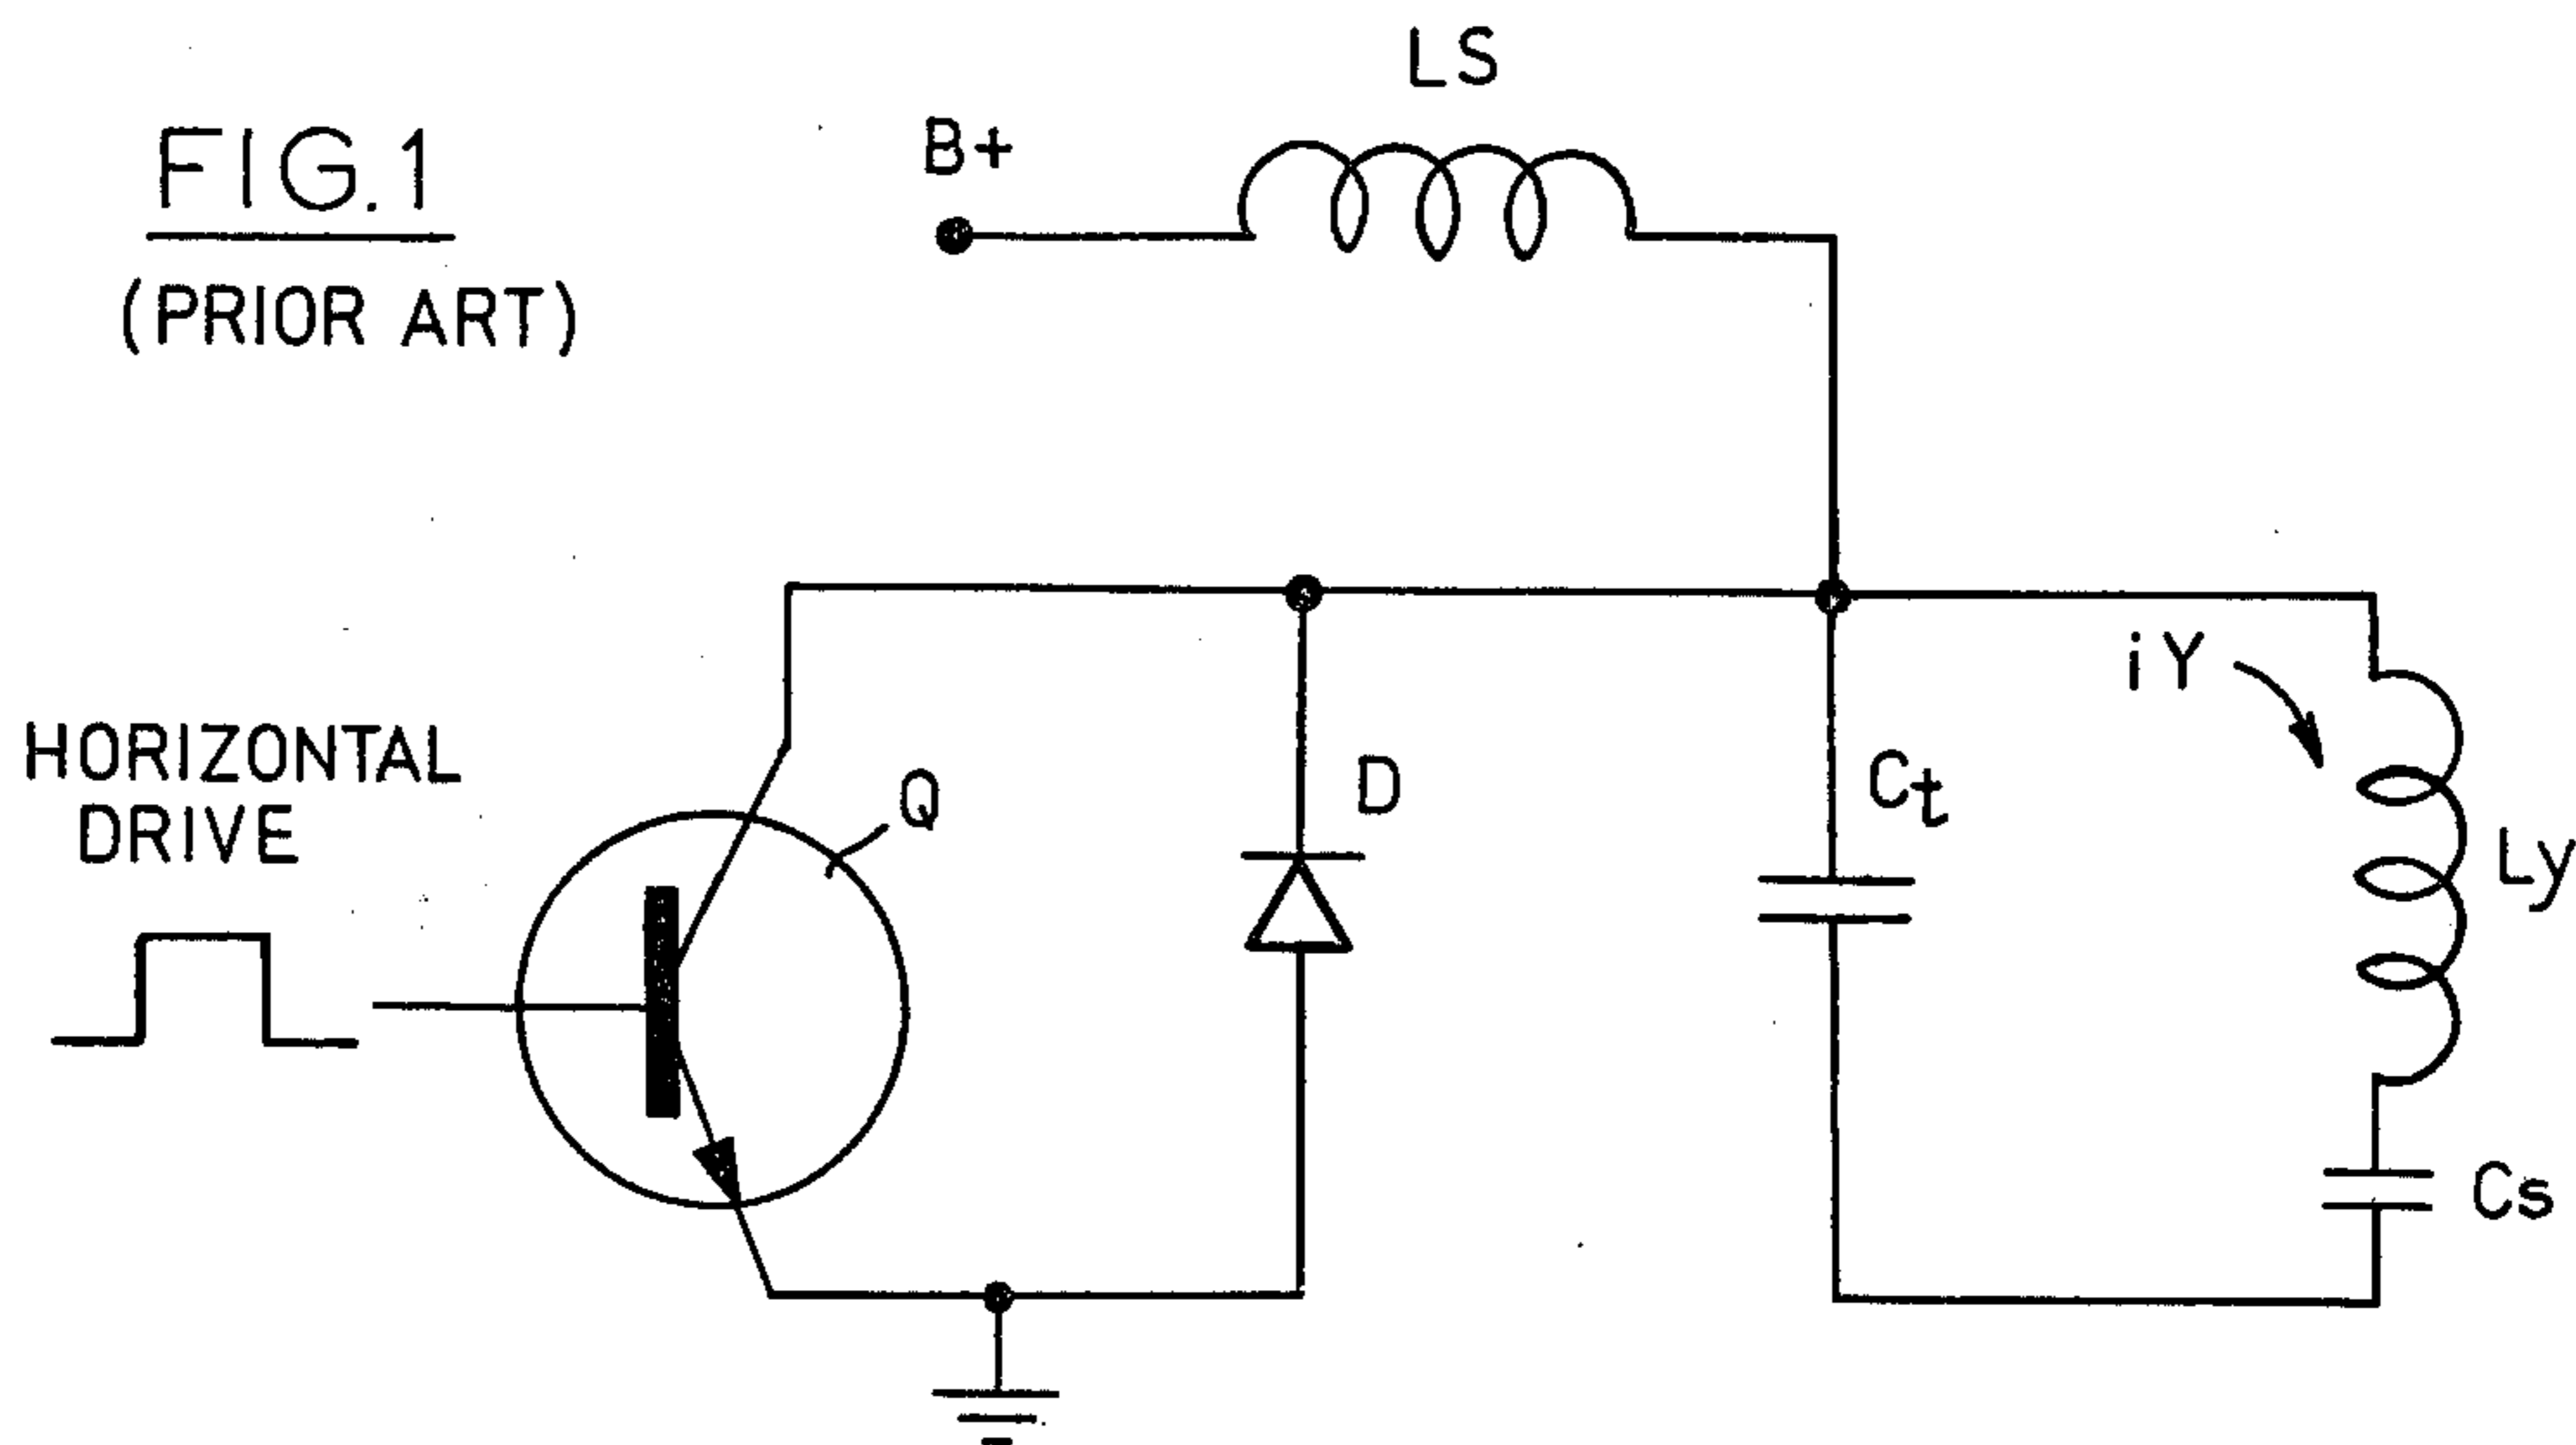 FIG.1
(PRIOR ART)
LS
B+
iY
HORIZONTAL
DRIVE
Q
D
Ct
Ly
Cs